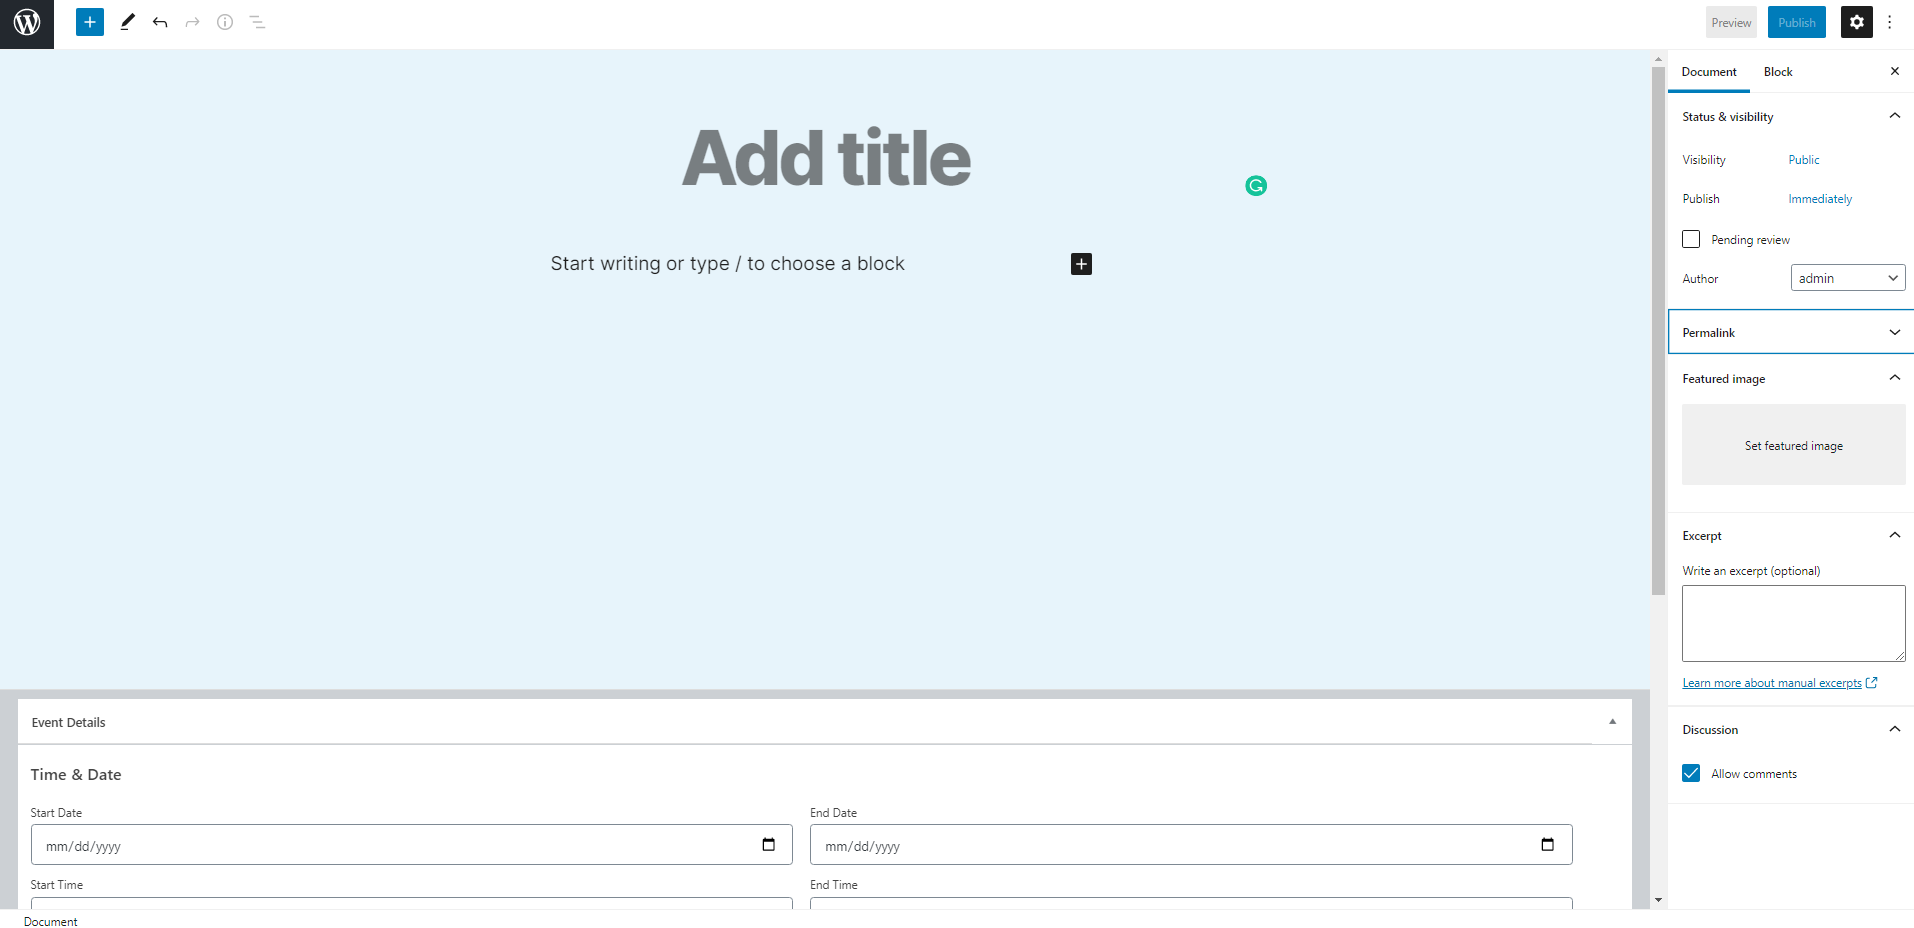 Preview
Publish
Document
Block
Add title
Start writing or type / to choose a block
Status & visibility
Visibility
Public
Publish
Immediately
Pending review
Author
admin
Permalink
Featured image
Set featured image
Excerpt
Write an excerpt (optional)
Learn more about manual excerpts
Discussion
Allow comments
Event Details
Time & Date
Start Date
End Date
mm/dd/yyyy
mm/dd/yyyy
Start Time
End Time
Document